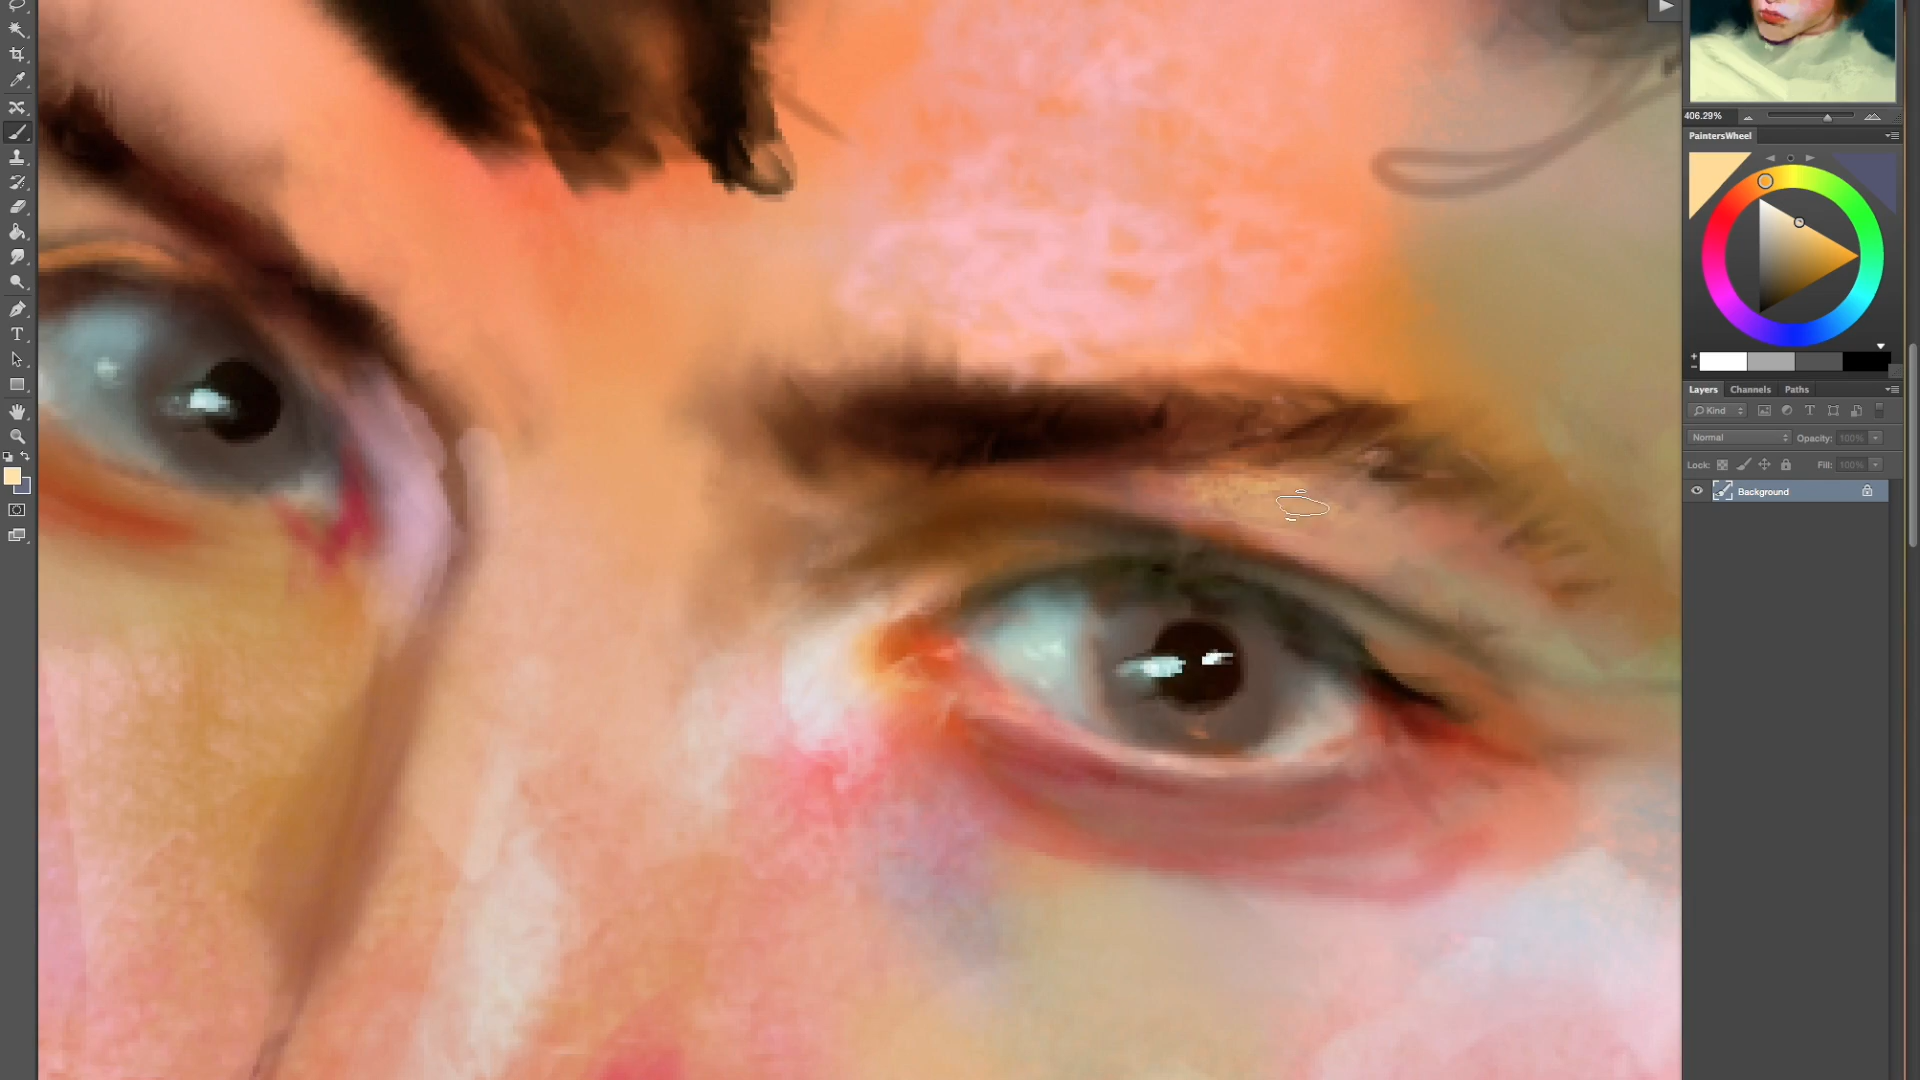 406.29%
PaintersWheel
+
−
Layers Channels Paths
Kind
Normal Opacity: 100%
Lock: Fill: 100%
Background
T